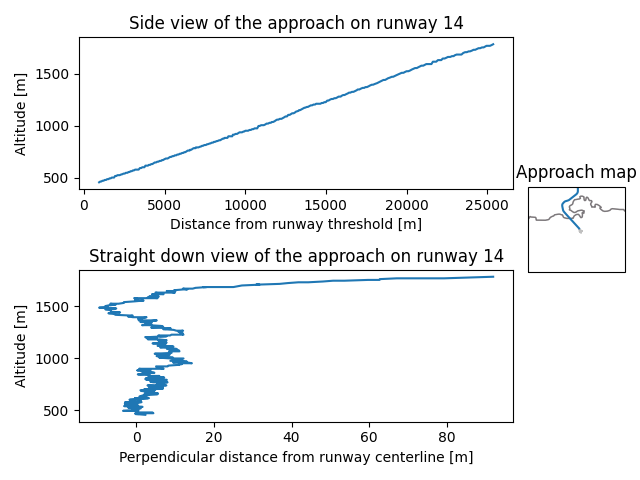 Side view of the approach on runway 14
1500
1000
500
Altitude [m]
0 5000 10000 15000 20000 25000
Distance from runway threshold [m]
Approach map
Straight down view of the approach on runway 14
1500
1000
500
Altitude [m]
0 20 40 60 80
Perpendicular distance from runway centerline [m]